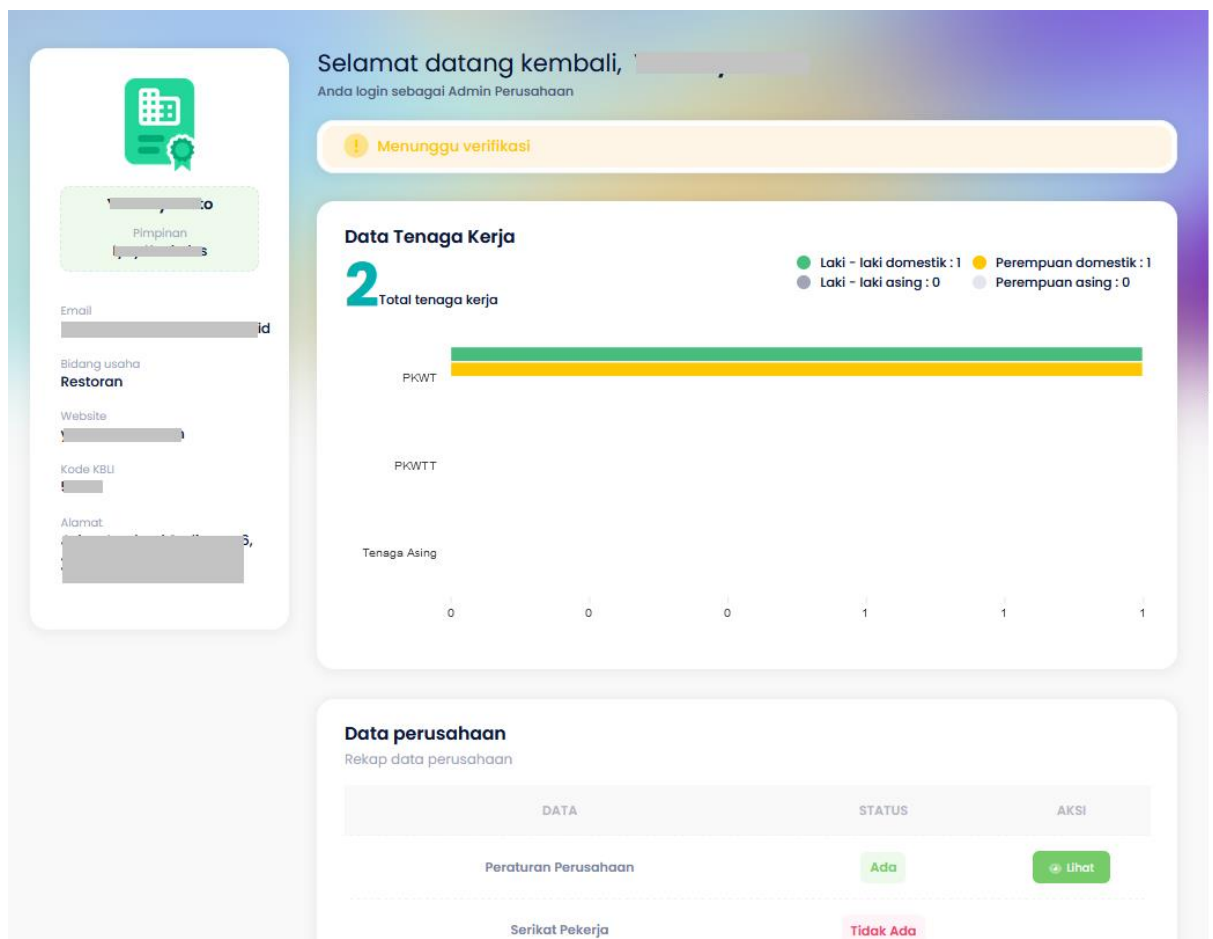 Selamat datang kembali,
Anda login sebagai Admin Perusahaan
Menunggu verifikasi
Pimpinan
Email
Bidang usaha
Restoran
Website
Kode KBLI
Alamat
Data Tenaga Kerja
2 Total tenaga kerja
Laki - laki domestik : 1 Perempuan domestik : 1
Laki - laki asing : 0 Perempuan asing : 0
PKWT
PKWTT
Tenaga Asing
0 0 0 1 1 1
Data perusahaan
Rekap data perusahaan
DATA STATUS AKSI
Peraturan Perusahaan Ada Lihat
Serikat Pekerja Tidak Ada